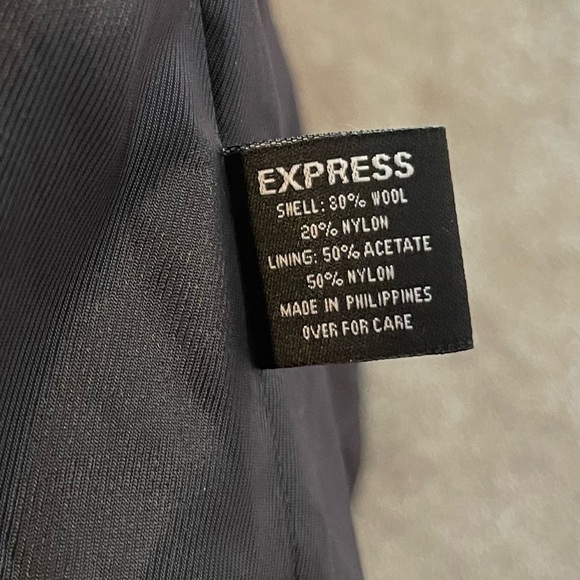 EXPRESS
SHELL: 80% WOOL
20% NYLON
LINING: 50% ACETATE
50% NYLON
MADE IN PHILIPPINES
OVER FOR CARE